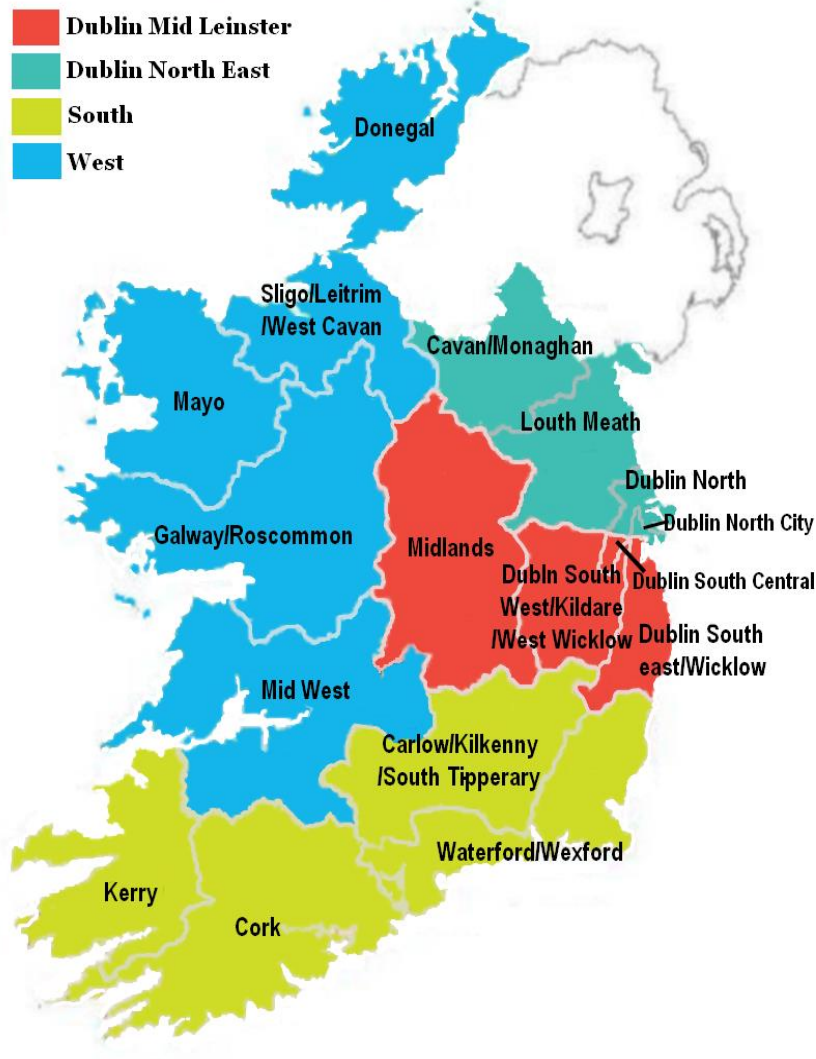 Dublin Mid Leinster
Dublin North East
South
West
Donegal
Sligo/Leitrim
/West Cavan
Cavan/Monaghan
Mayo
Louth Meath
Dublin North
Dublin North City
Galway/Roscommon
Midlands
Dubln South
West/Kildare
/West Wicklow
Dublin South Central
Dublin South
east/Wicklow
Mid West
Carlow/Kilkenny
/South Tipperary
Waterford/Wexford
Kerry
Cork